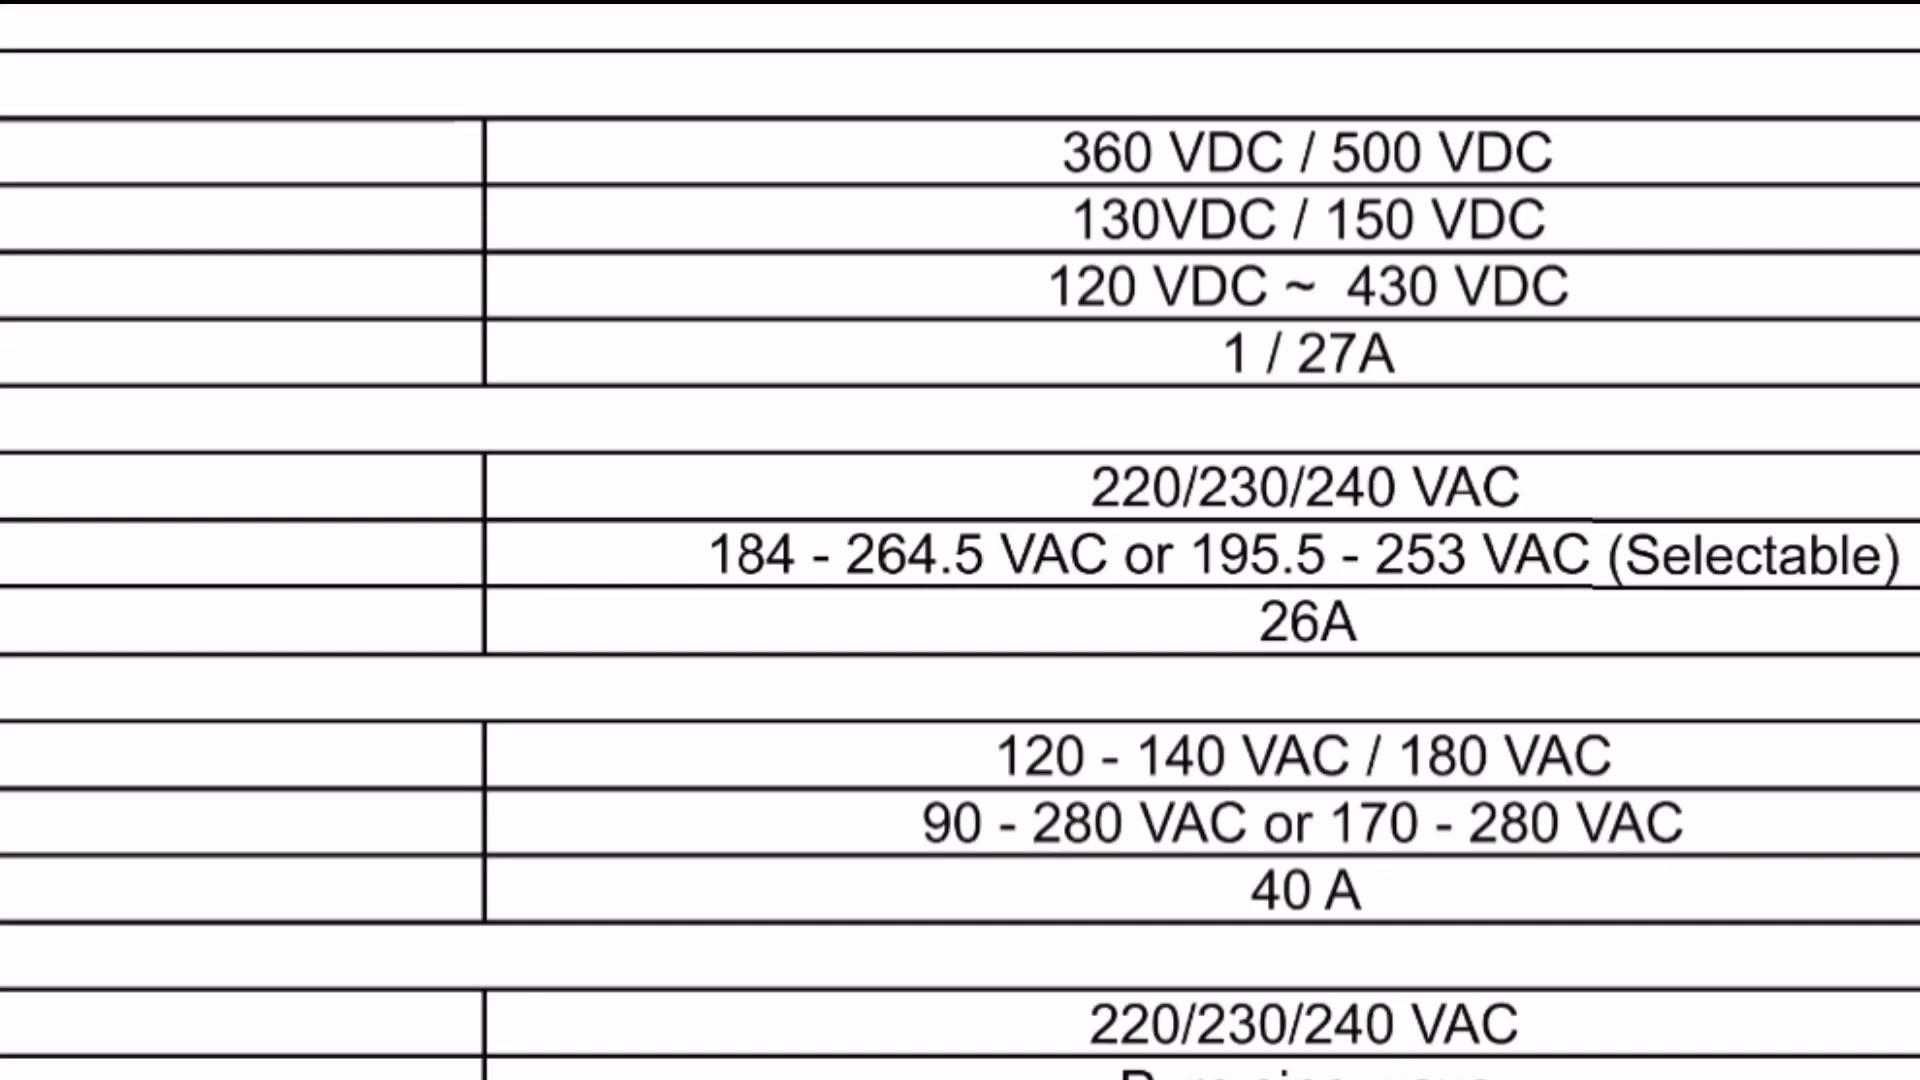 360 VDC / 500 VDC
130VDC / 150 VDC
120 VDC ~ 430 VDC
1 / 27A
220/230/240 VAC
184 - 264.5 VAC or 195.5 - 253 VAC (Selectable)
26A
120 - 140 VAC / 180 VAC
90 - 280 VAC or 170 - 280 VAC
40 A
220/230/240 VAC